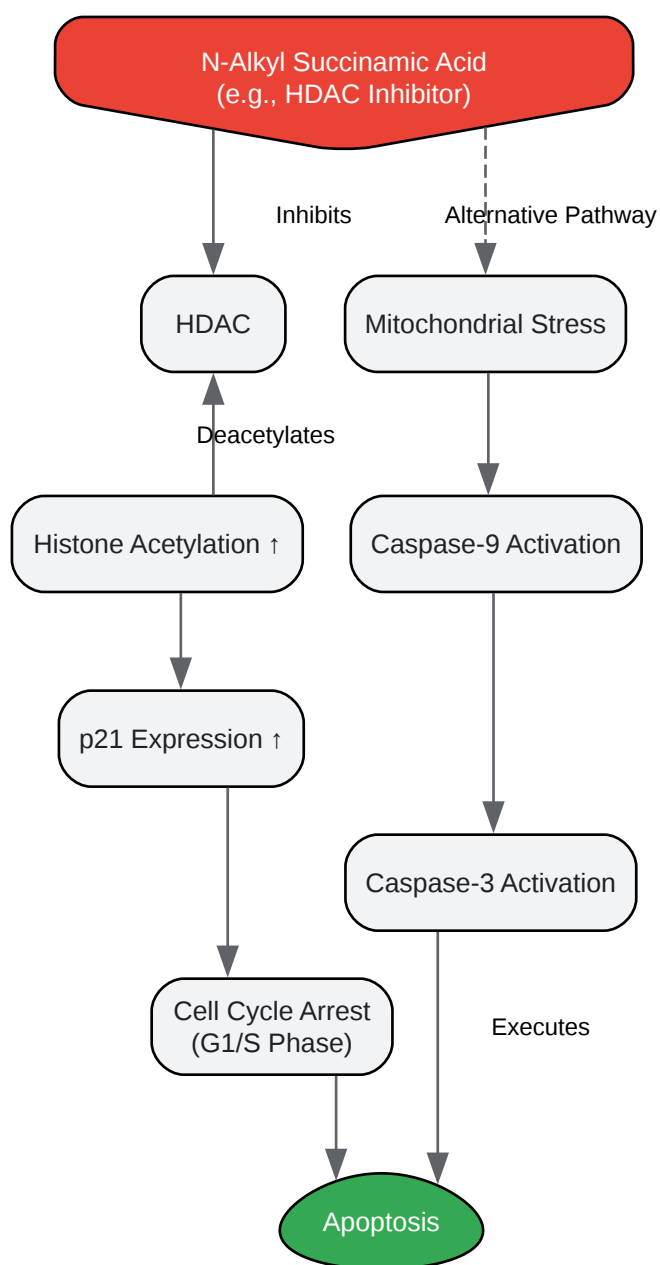 N-Alkyl Succinamic Acid
(e.g., HDAC Inhibitor)
Inhibits
Alternative Pathway
HDAC
Mitochondrial Stress
Deacetylates
Histone Acetylation ↑
Caspase-9 Activation
p21 Expression ↑
Caspase-3 Activation
Cell Cycle Arrest
(G1/S Phase)
Executes
Apoptosis